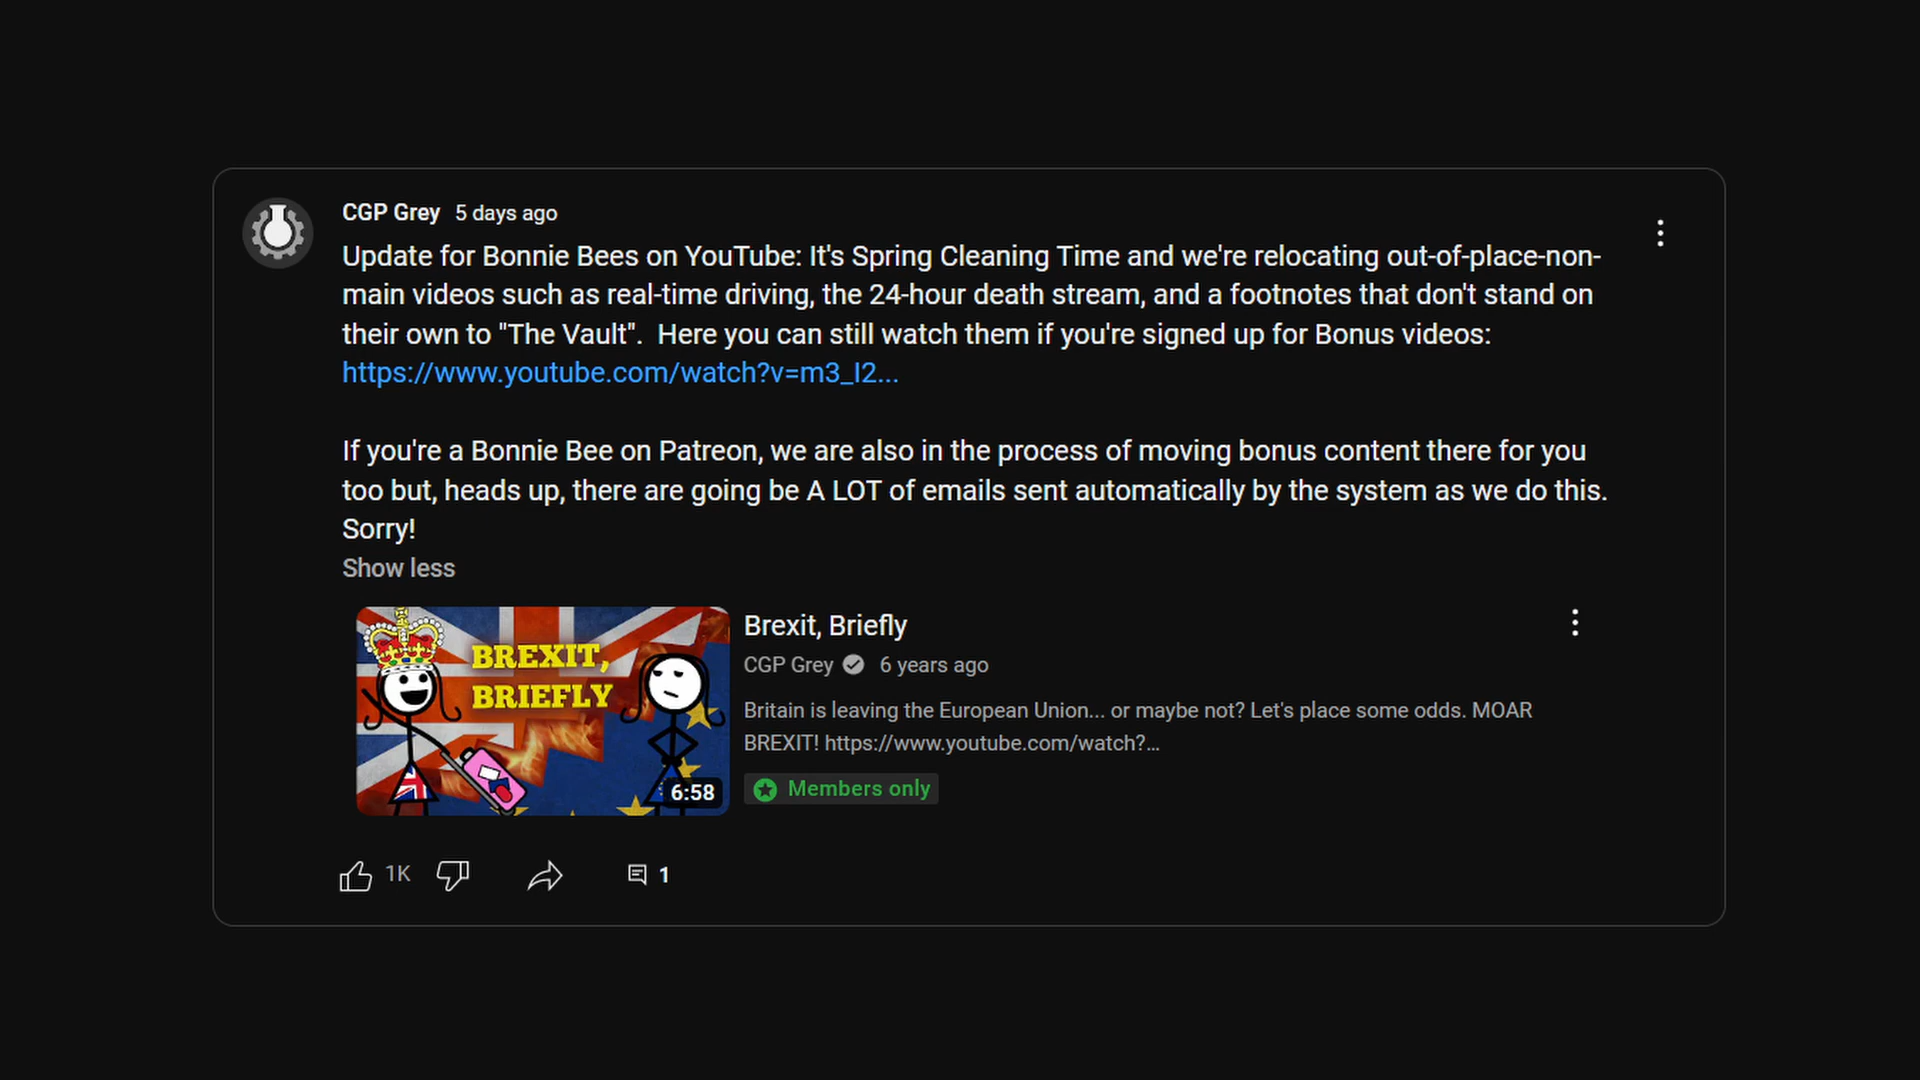 CGP Grey 5 days ago
Update for Bonnie Bees on YouTube: It's Spring Cleaning Time and we're relocating out-of-place-non-
main videos such as real-time driving, the 24-hour death stream, and a footnotes that don't stand on
their own to "The Vault".  Here you can still watch them if you're signed up for Bonus videos:
https://www.youtube.com/watch?v=m3_I2...
If you're a Bonnie Bee on Patreon, we are also in the process of moving bonus content there for you
too but, heads up, there are going be A LOT of emails sent automatically by the system as we do this.
Sorry!
Show less
BREXIT,
BRIEFLY
6:58
Brexit, Briefly
CGP Grey 6 years ago
Britain is leaving the European Union... or maybe not? Let's place some odds. MOAR
BREXIT! https://www.youtube.com/watch?...
Members only
1K 1